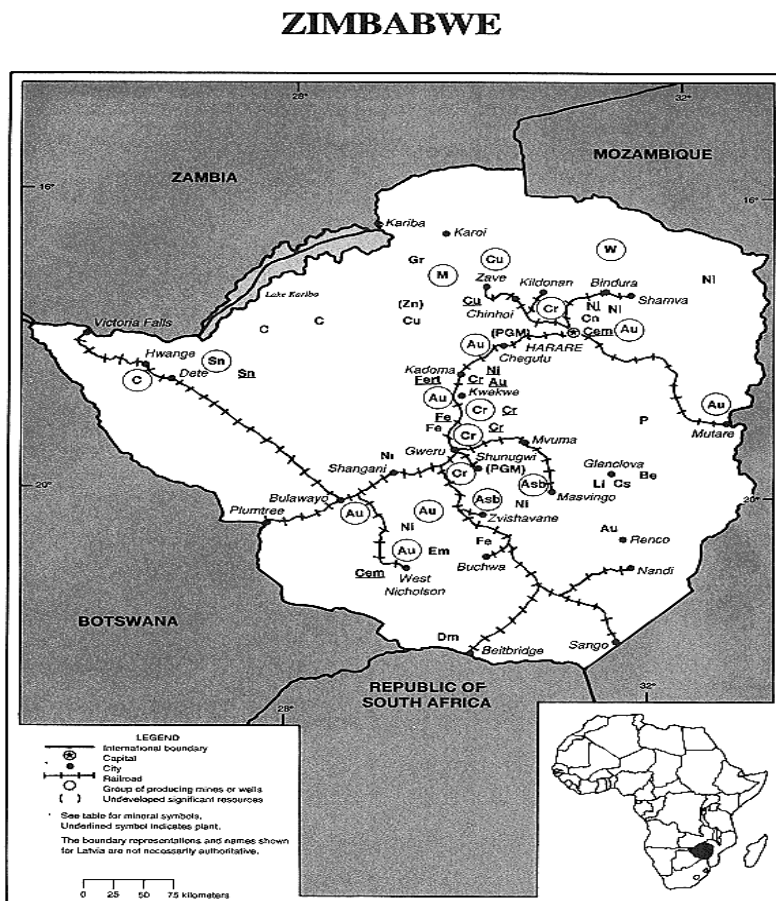 ZIMBABWE
28°
32°
MOZAMBIQUE
ZAMBIA
16°
16°
Kariba
Karoi
W
Gr
Cu
M
Zave
Kildonan
Bindura
NI
Lake Kariba
(Zn)
Cu
Chinhoi
Cr
Ni
NI
Shamva
Cn
C
C
Cu
(PGM)
HARARE
Cem
Au
Victoria Falls
Au
Chegutu
Hwange
Sn
Sn
C
Dete
Kadoma
Ni
Fert
Cr
Au
Au
Kwekwe
Au
Fe
Cr
Cr
P
Fe
Cr
Cr
Mutare
Gweru
Mvuma
Shunugwi
Ni
Shangani
Cr
(PGM)
Glenclova
Be
Asb
Li
Cs
20°
20°
Bulawayo
Asb
Ni
Masvingo
Plumtree
Au
Au
Zvishavane
Ni
Au
Fe
Renco
Au
Em
Buchwa
Cem
West
Nicholson
Nandi
BOTSWANA
Dm
Beitbridge
Sango
REPUBLIC OF
SOUTH AFRICA
28°
32°
LEGEND
International boundary
Capital
City
Railroad
Group of producing mines or wells
Undeveloped significant resources
See table for mineral symbols.
Underlined symbol indicates plant.
The boundary representations and names shown
for Latvia are not necessarily authoritative.
0 25 50 75 kilometers